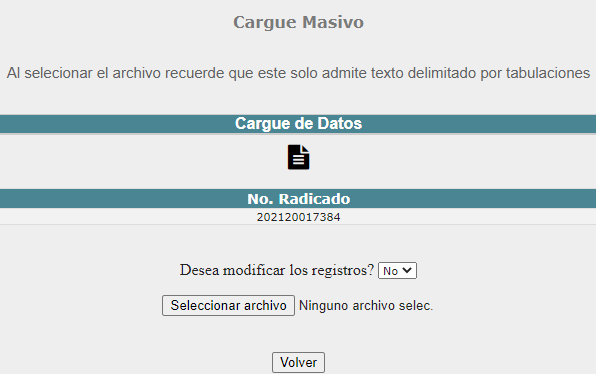 Cargue Masivo
Al selecionar el archivo recuerde que este solo admite texto delimitado por tabulaciones
Cargue de Datos
No. Radicado
202120017384
Desea modificar los registros? No
Seleccionar archivo Ninguno archivo selec.
Volver